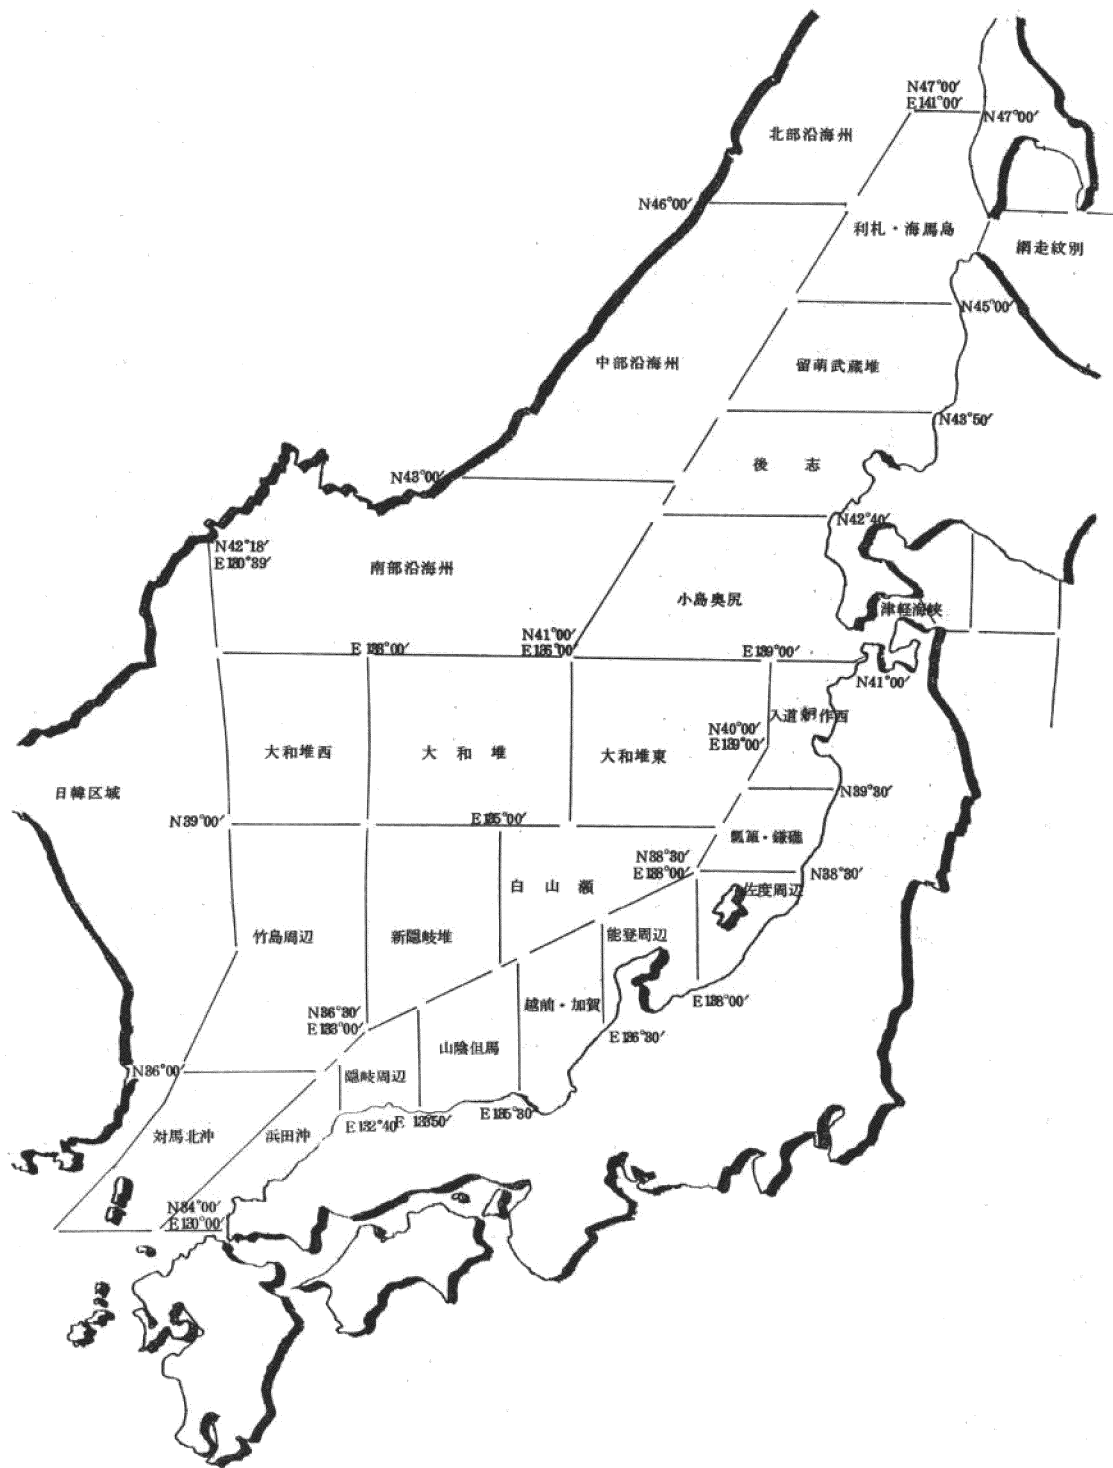 N47°00′
E141°00′
N47°00′
北部沿海州
N46°00′
利札・海馬島
網走紋別
N45°00′
中部沿海州
留萌武蔵堆
N43°50′
後志
N43°00′
N42°40′
N42°18′
E130°39′
南部沿海州
小島奥尻
津軽海峡
N41°00′
E135°00′
E133°00′
E139°00′
N41°00′
入道 作西
N40°00′
E139°00′
大和堆西
大和堆
大和堆東
日韓区域
N39°30′
N39°00′
E135°00′
瓢箪・鎌礁
N38°30′
E138°00′
N38°30′
白山瀬
佐度周辺
竹島周辺
新隠岐堆
能登周辺
越前・加賀
E138°00′
N36°30′
E133°00′
E136°30′
山陰但馬
N36°00′
隠岐周辺
E135°30′
E132°40′
E133°50′
対馬北沖
浜田沖
N34°00′
E130°00′